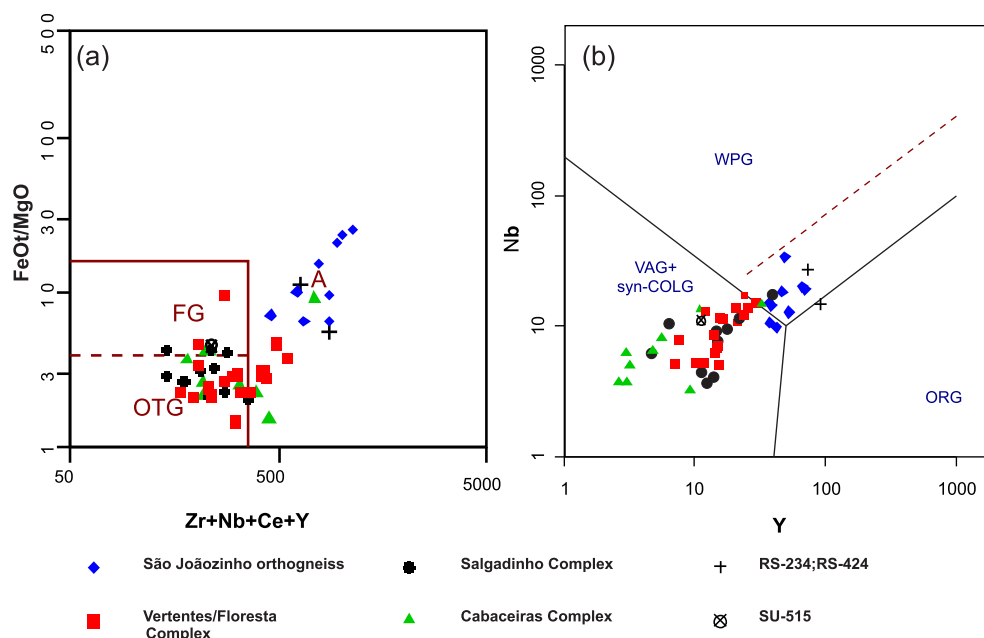 (a)
500
100
30
10
3
1
FeOt/MgO
FG
OTG
A
50
500
5000
Zr+Nb+Ce+Y
(b)
1000
100
10
1
Nb
WPG
VAG+
syn-COLG
ORG
1
10
100
1000
Y
São Joãozinho orthogneiss
Salgadinho Complex
RS-234;RS-424
Vertentes/Floresta
Complex
Cabaceiras Complex
SU-515